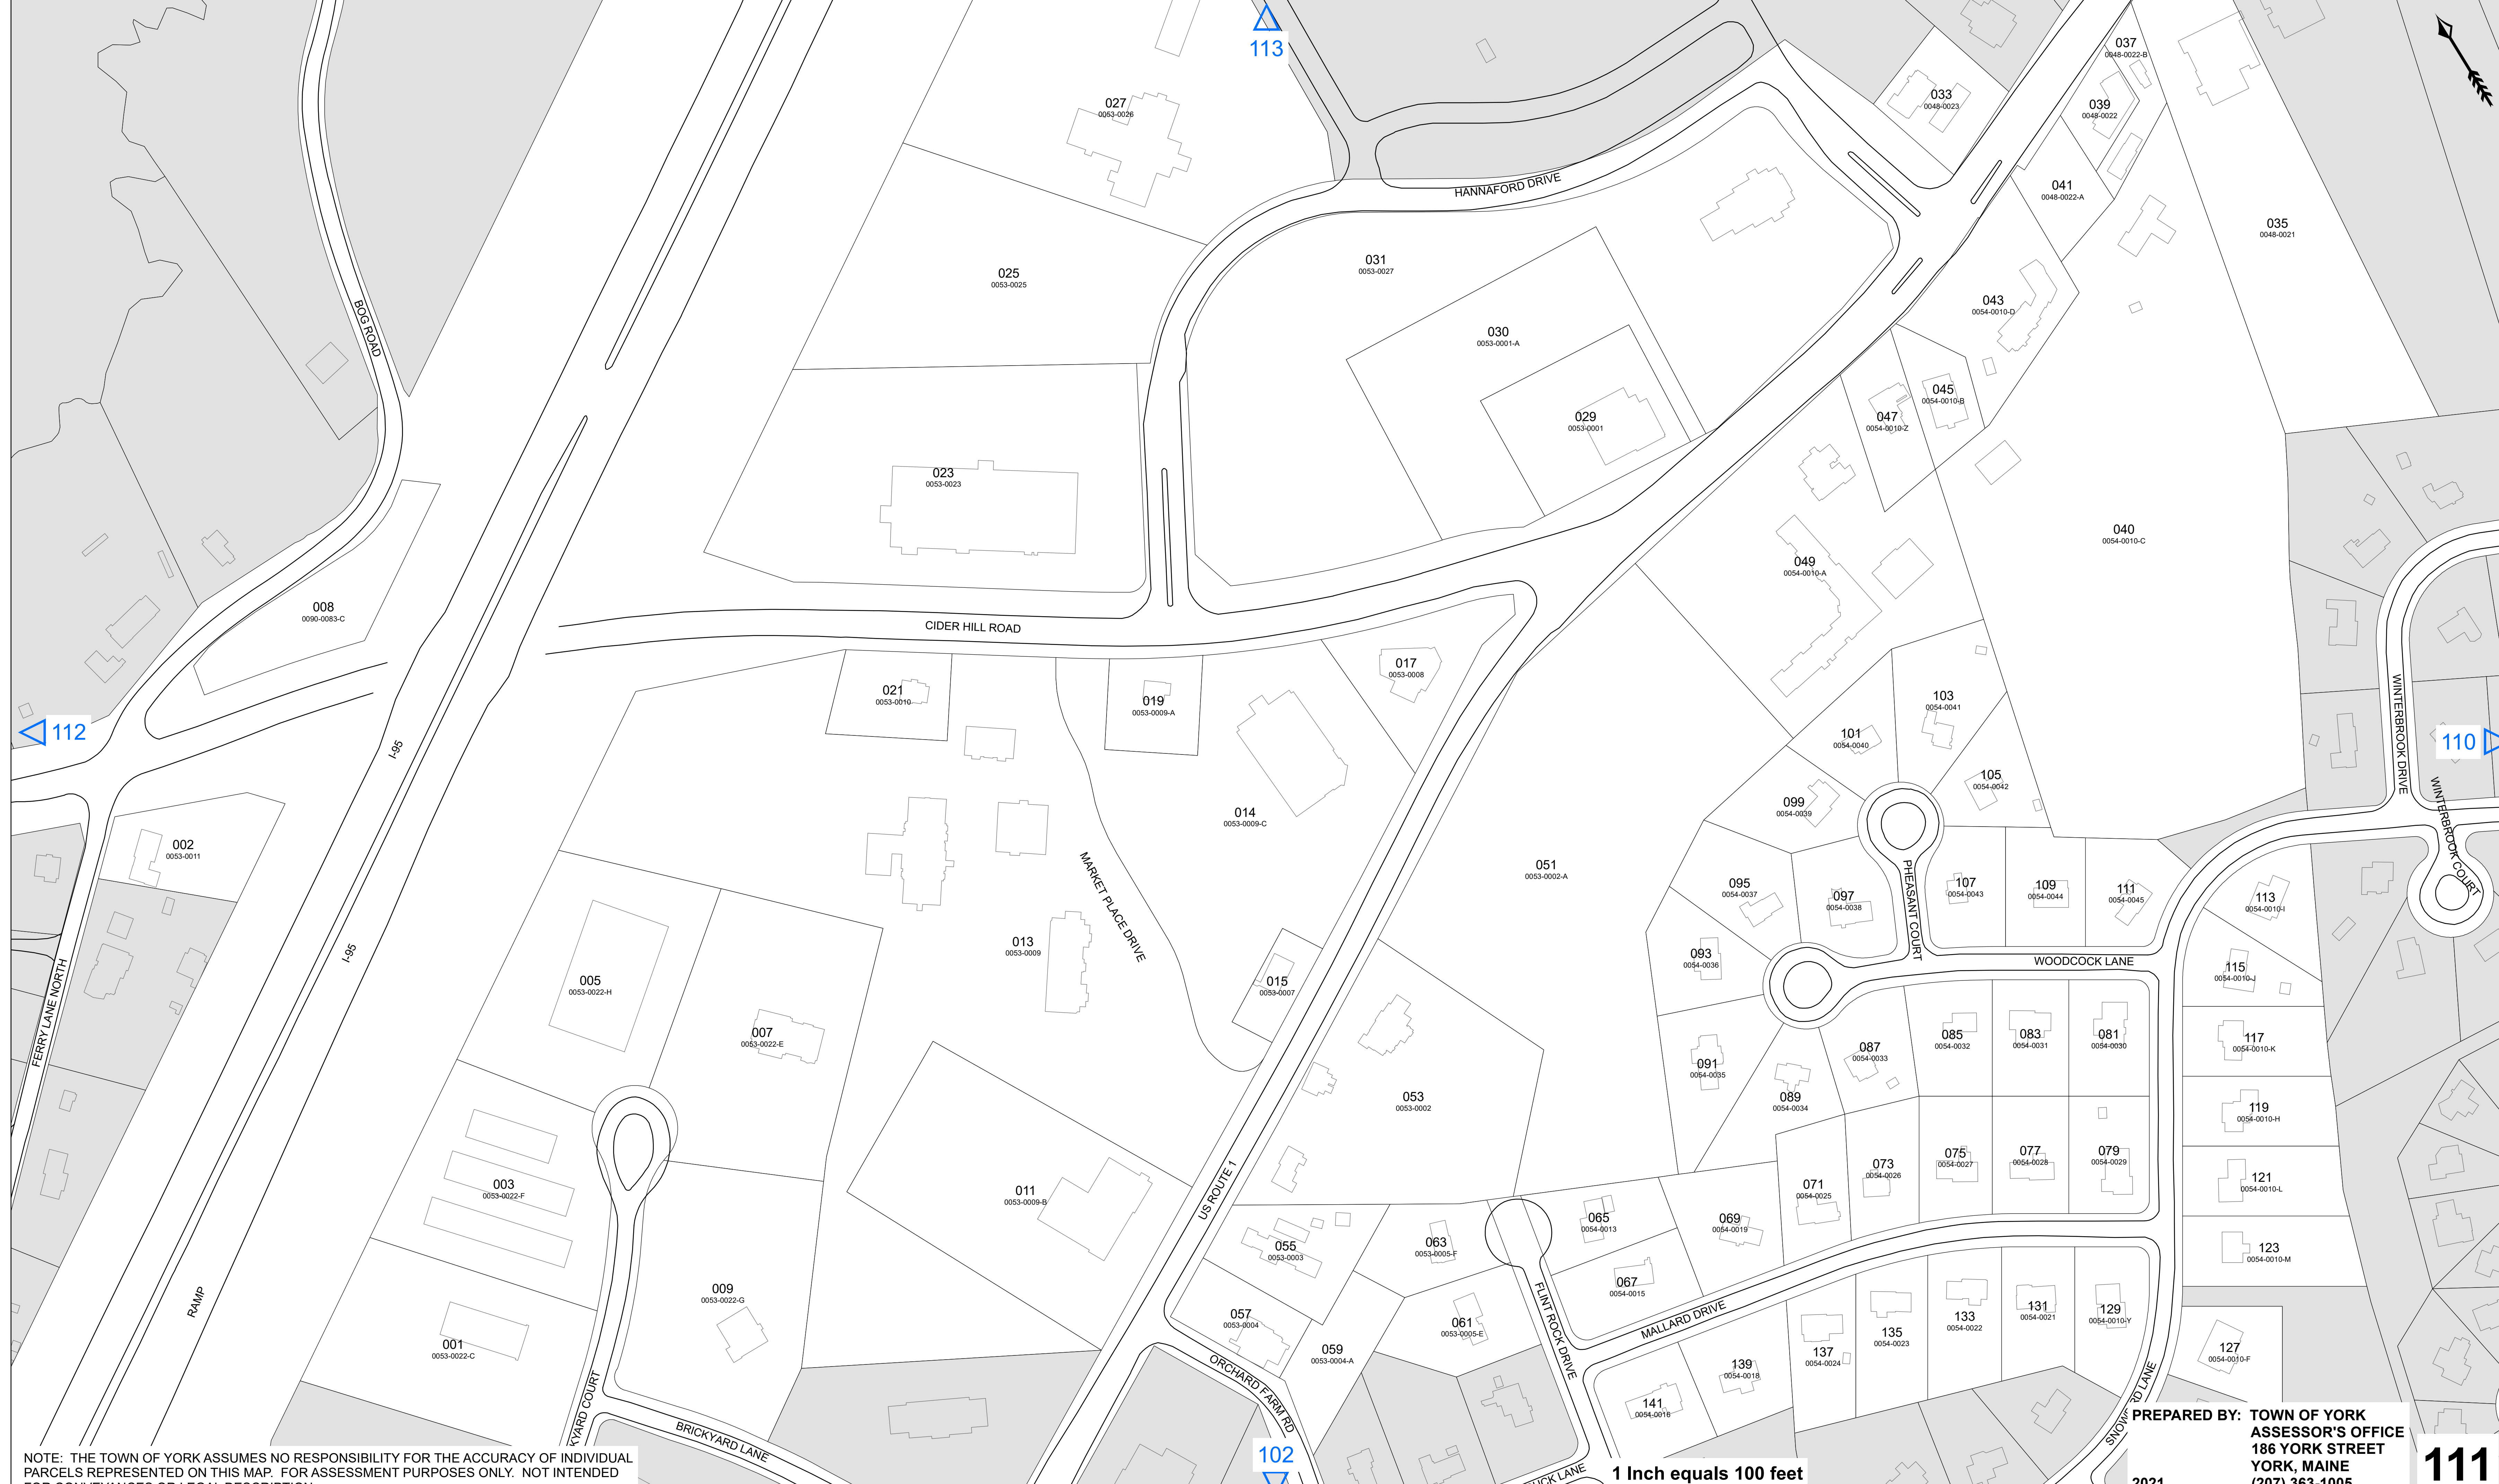 113
037
0048-0022-B
027
0053-0026
033
0048-0023
039
0048-0022
HANNAFORD DRIVE
041
0048-0022-A
035
0048-0021
031
0053-0027
025
0053-0025
043
0054-0010-D
BOG ROAD
030
0053-0001-A
045
0054-0010-B
029
0053-0001
047
0054-0010-Z
023
0053-0023
040
0054-0010-C
049
0054-0010-A
008
0090-0083-C
CIDER HILL ROAD
017
0053-0008
021
0053-0010
019
0053-0009-A
103
0054-0041
WINTERBROOK DRIVE
112
I-95
101
0054-0040
110
105
0054-0042
099
0054-0039
014
0053-0009-C
WINTERBROOK COURT
002
0053-0011
051
0053-0002-A
MARKET PLACE DRIVE
PHEASANT COURT
095
0054-0037
097
0054-0038
107
0054-0043
109
0054-0044
111
0054-0045
113
0054-0010-I
013
0053-0009
I-95
093
0054-0036
WOODCOCK LANE
115
0054-0010-J
005
0053-0022-H
015
0053-0007
FERRY LANE NORTH
007
0053-0022-E
085
0054-0032
083
0054-0031
081
0054-0030
117
0054-0010-K
087
0054-0033
091
0054-0035
089
0054-0034
053
0053-0002
119
0054-0010-H
075
0054-0027
077
0054-0028
079
0054-0029
073
0054-0026
003
0053-0022-F
011
0053-0009-B
US ROUTE 1
071
0054-0025
121
0054-0010-L
065
0054-0013
069
0054-0019
055
0053-0003
063
0053-0005-F
123
0054-0010-M
RAMP
009
0053-0022-G
067
0054-0015
FLINT ROCK DRIVE
MALLARD DRIVE
057
0053-0004
061
0053-0005-E
131
0054-0021
129
0054-0010-Y
133
0054-0022
135
0054-0023
001
0053-0022-C
059
0053-0004-A
137
0054-0024
127
0054-0010-F
139
0054-0018
ORCHARD FARM RD
141
0054-0016
KYARD COURT
BRICKYARD LANE
102
UCK LANE
1 Inch equals 100 feet
NOTE: THE TOWN OF YORK ASSUMES NO RESPONSIBILITY FOR THE ACCURACY OF INDIVIDUAL
PARCELS REPRESENTED ON THIS MAP. FOR ASSESSMENT PURPOSES ONLY. NOT INTENDED
FOR CONVEYANCES OR LEGAL DESCRIPTION
PREPARED BY: TOWN OF YORK
ASSESSOR'S OFFICE
186 YORK STREET
YORK, MAINE
2021 (207) 363-1005
111